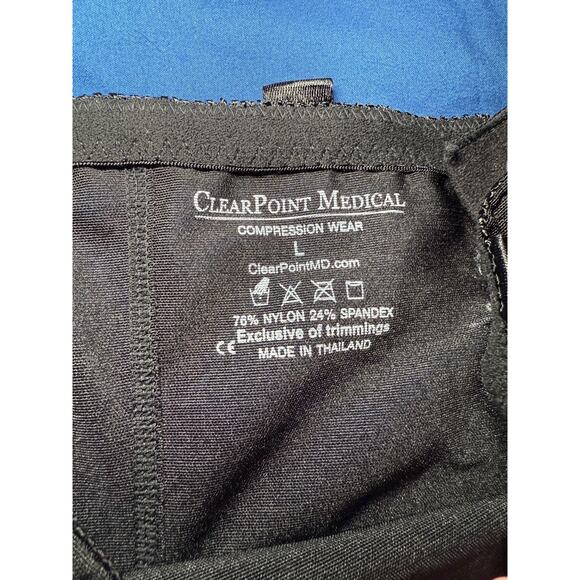 CLEARPOINT MEDICAL
COMPRESSION WEAR
L
ClearPointMD.com
76% NYLON 24% SPANDEX
CE Exclusive of trimmings
MADE IN THAILAND